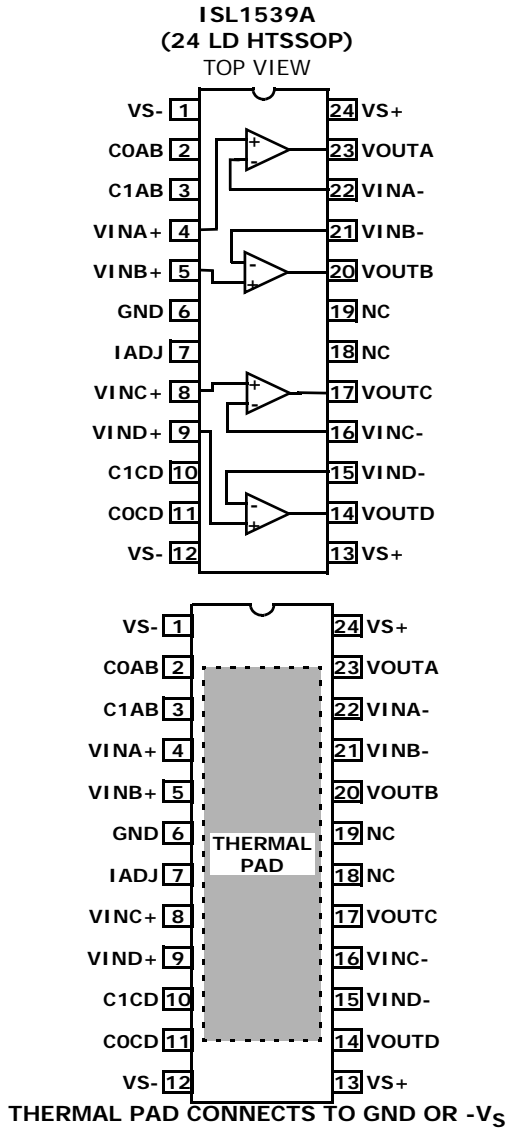 ISL1539A
(24 LD HTSSOP)
TOP VIEW
VS- 1 24 VS+
C0AB 2 + 23 VOUTA
C1AB 3 - 22 VINA-
VINA+ 4 21 VINB-
VINB+ 5 - + 20 VOUTB
GND 6 19 NC
IADJ 7 18 NC
VINC+ 8 + 17 VOUTC
VIND+ 9 - 16 VINC-
C1CD 10 15 VIND-
C0CD 11 - + 14 VOUTD
VS- 12 13 VS+
VS- 1 24 VS+
C0AB 2 23 VOUTA
C1AB 3 22 VINA-
VINA+ 4 21 VINB-
VINB+ 5 20 VOUTB
GND 6 THERMAL 19 NC
IADJ 7 PAD 18 NC
VINC+ 8 17 VOUTC
VIND+ 9 16 VINC-
C1CD 10 15 VIND-
C0CD 11 14 VOUTD
VS- 12 13 VS+
THERMAL PAD CONNECTS TO GND OR -VS